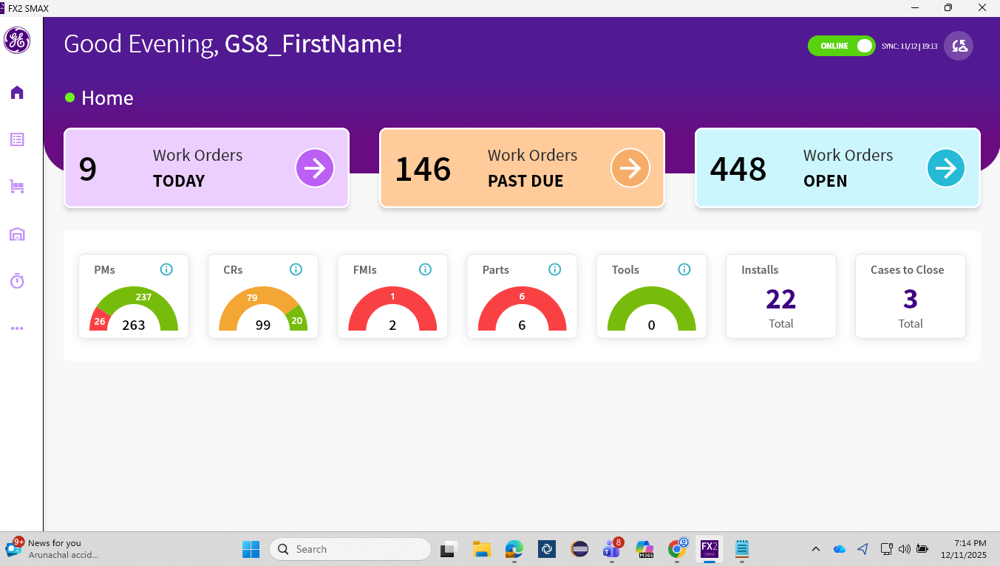 FX2 SMAX
Good Evening, GS8_FirstName!
ONLINE
SYNC: 11/12 | 19:13
Home
9
Work Orders
TODAY
146
Work Orders
PAST DUE
448
Work Orders
OPEN
PMs
237
26
263
CRs
79
20
99
FMIs
1
2
Parts
6
6
Tools
0
Installs
22
Total
Cases to Close
3
Total
9+
News for you
Arunachal accid...
Search
8
M365
FX2
SMAX
7:14 PM
12/11/2025